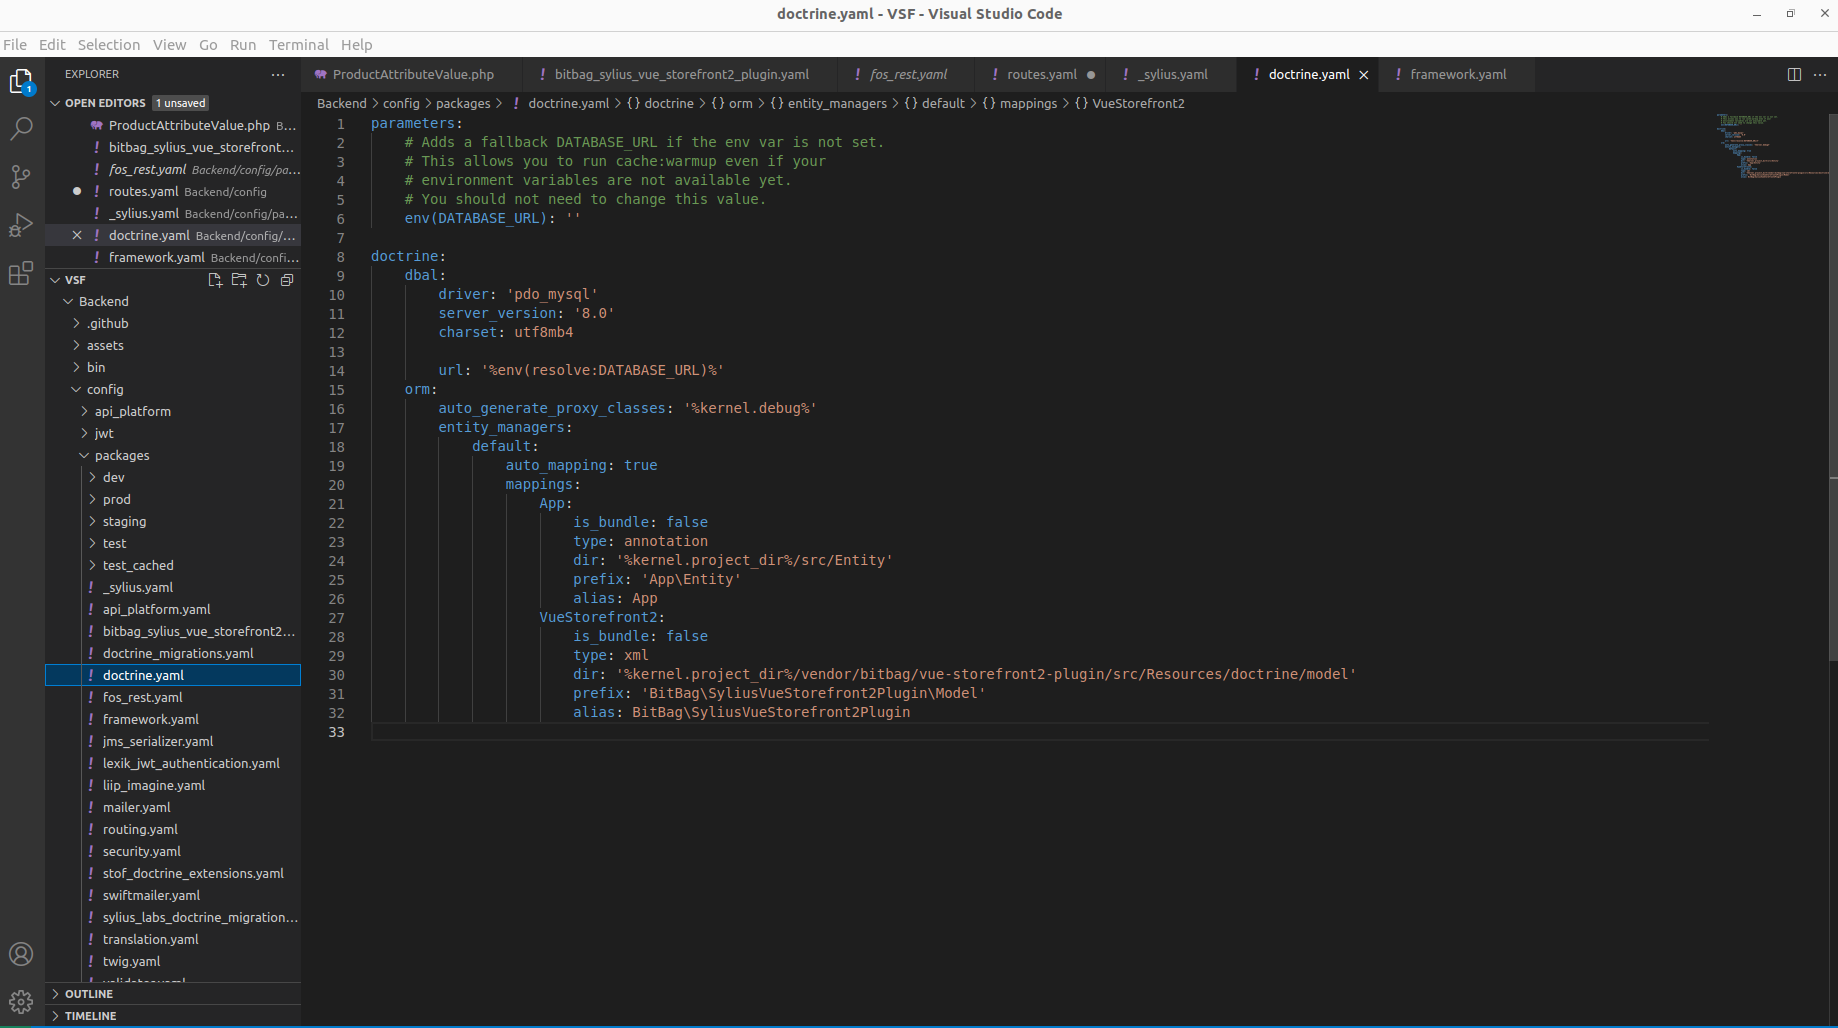 doctrine.yaml - VSF - Visual Studio Code
File Edit Selection View Go Run Terminal Help
EXPLORER
OPEN EDITORS 1 unsaved
ProductAttributeValue.php B...
bitbag_sylius_vue_storefront...
fos_rest.yaml Backend/config/pa...
routes.yaml Backend/config
_sylius.yaml Backend/config/pa...
doctrine.yaml Backend/config/...
framework.yaml Backend/confi...
VSF
Backend
.github
assets
bin
config
api_platform
jwt
packages
dev
prod
staging
test
test_cached
_sylius.yaml
api_platform.yaml
bitbag_sylius_vue_storefront2...
doctrine_migrations.yaml
doctrine.yaml
fos_rest.yaml
framework.yaml
jms_serializer.yaml
lexik_jwt_authentication.yaml
liip_imagine.yaml
mailer.yaml
routing.yaml
security.yaml
stof_doctrine_extensions.yaml
swiftmailer.yaml
sylius_labs_doctrine_migration...
translation.yaml
twig.yaml
OUTLINE
TIMELINE
1
ProductAttributeValue.php bitbag_sylius_vue_storefront2_plugin.yaml fos_rest.yaml routes.yaml _sylius.yaml doctrine.yaml framework.yaml
Backend > config > packages > ! doctrine.yaml > {} doctrine > {} orm > {} entity_managers > {} default > {} mappings > {} VueStorefront2
1 parameters:
2 # Adds a fallback DATABASE_URL if the env var is not set.
3 # This allows you to run cache:warmup even if your
4 # environment variables are not available yet.
5 # You should not need to change this value.
6 env(DATABASE_URL): ''
7
8 doctrine:
9 dbal:
10 driver: 'pdo_mysql'
11 server_version: '8.0'
12 charset: utf8mb4
13
14 url: '%env(resolve:DATABASE_URL)%'
15 orm:
16 auto_generate_proxy_classes: '%kernel.debug%'
17 entity_managers:
18 default:
19 auto_mapping: true
20 mappings:
21 App:
22 is_bundle: false
23 type: annotation
24 dir: '%kernel.project_dir%/src/Entity'
25 prefix: 'App\Entity'
26 alias: App
27 VueStorefront2:
28 is_bundle: false
29 type: xml
30 dir: '%kernel.project_dir%/vendor/bitbag/vue-storefront2-plugin/src/Resources/doctrine/model'
31 prefix: 'BitBag\SyliusVueStorefront2Plugin\Model'
32 alias: BitBag\SyliusVueStorefront2Plugin
33